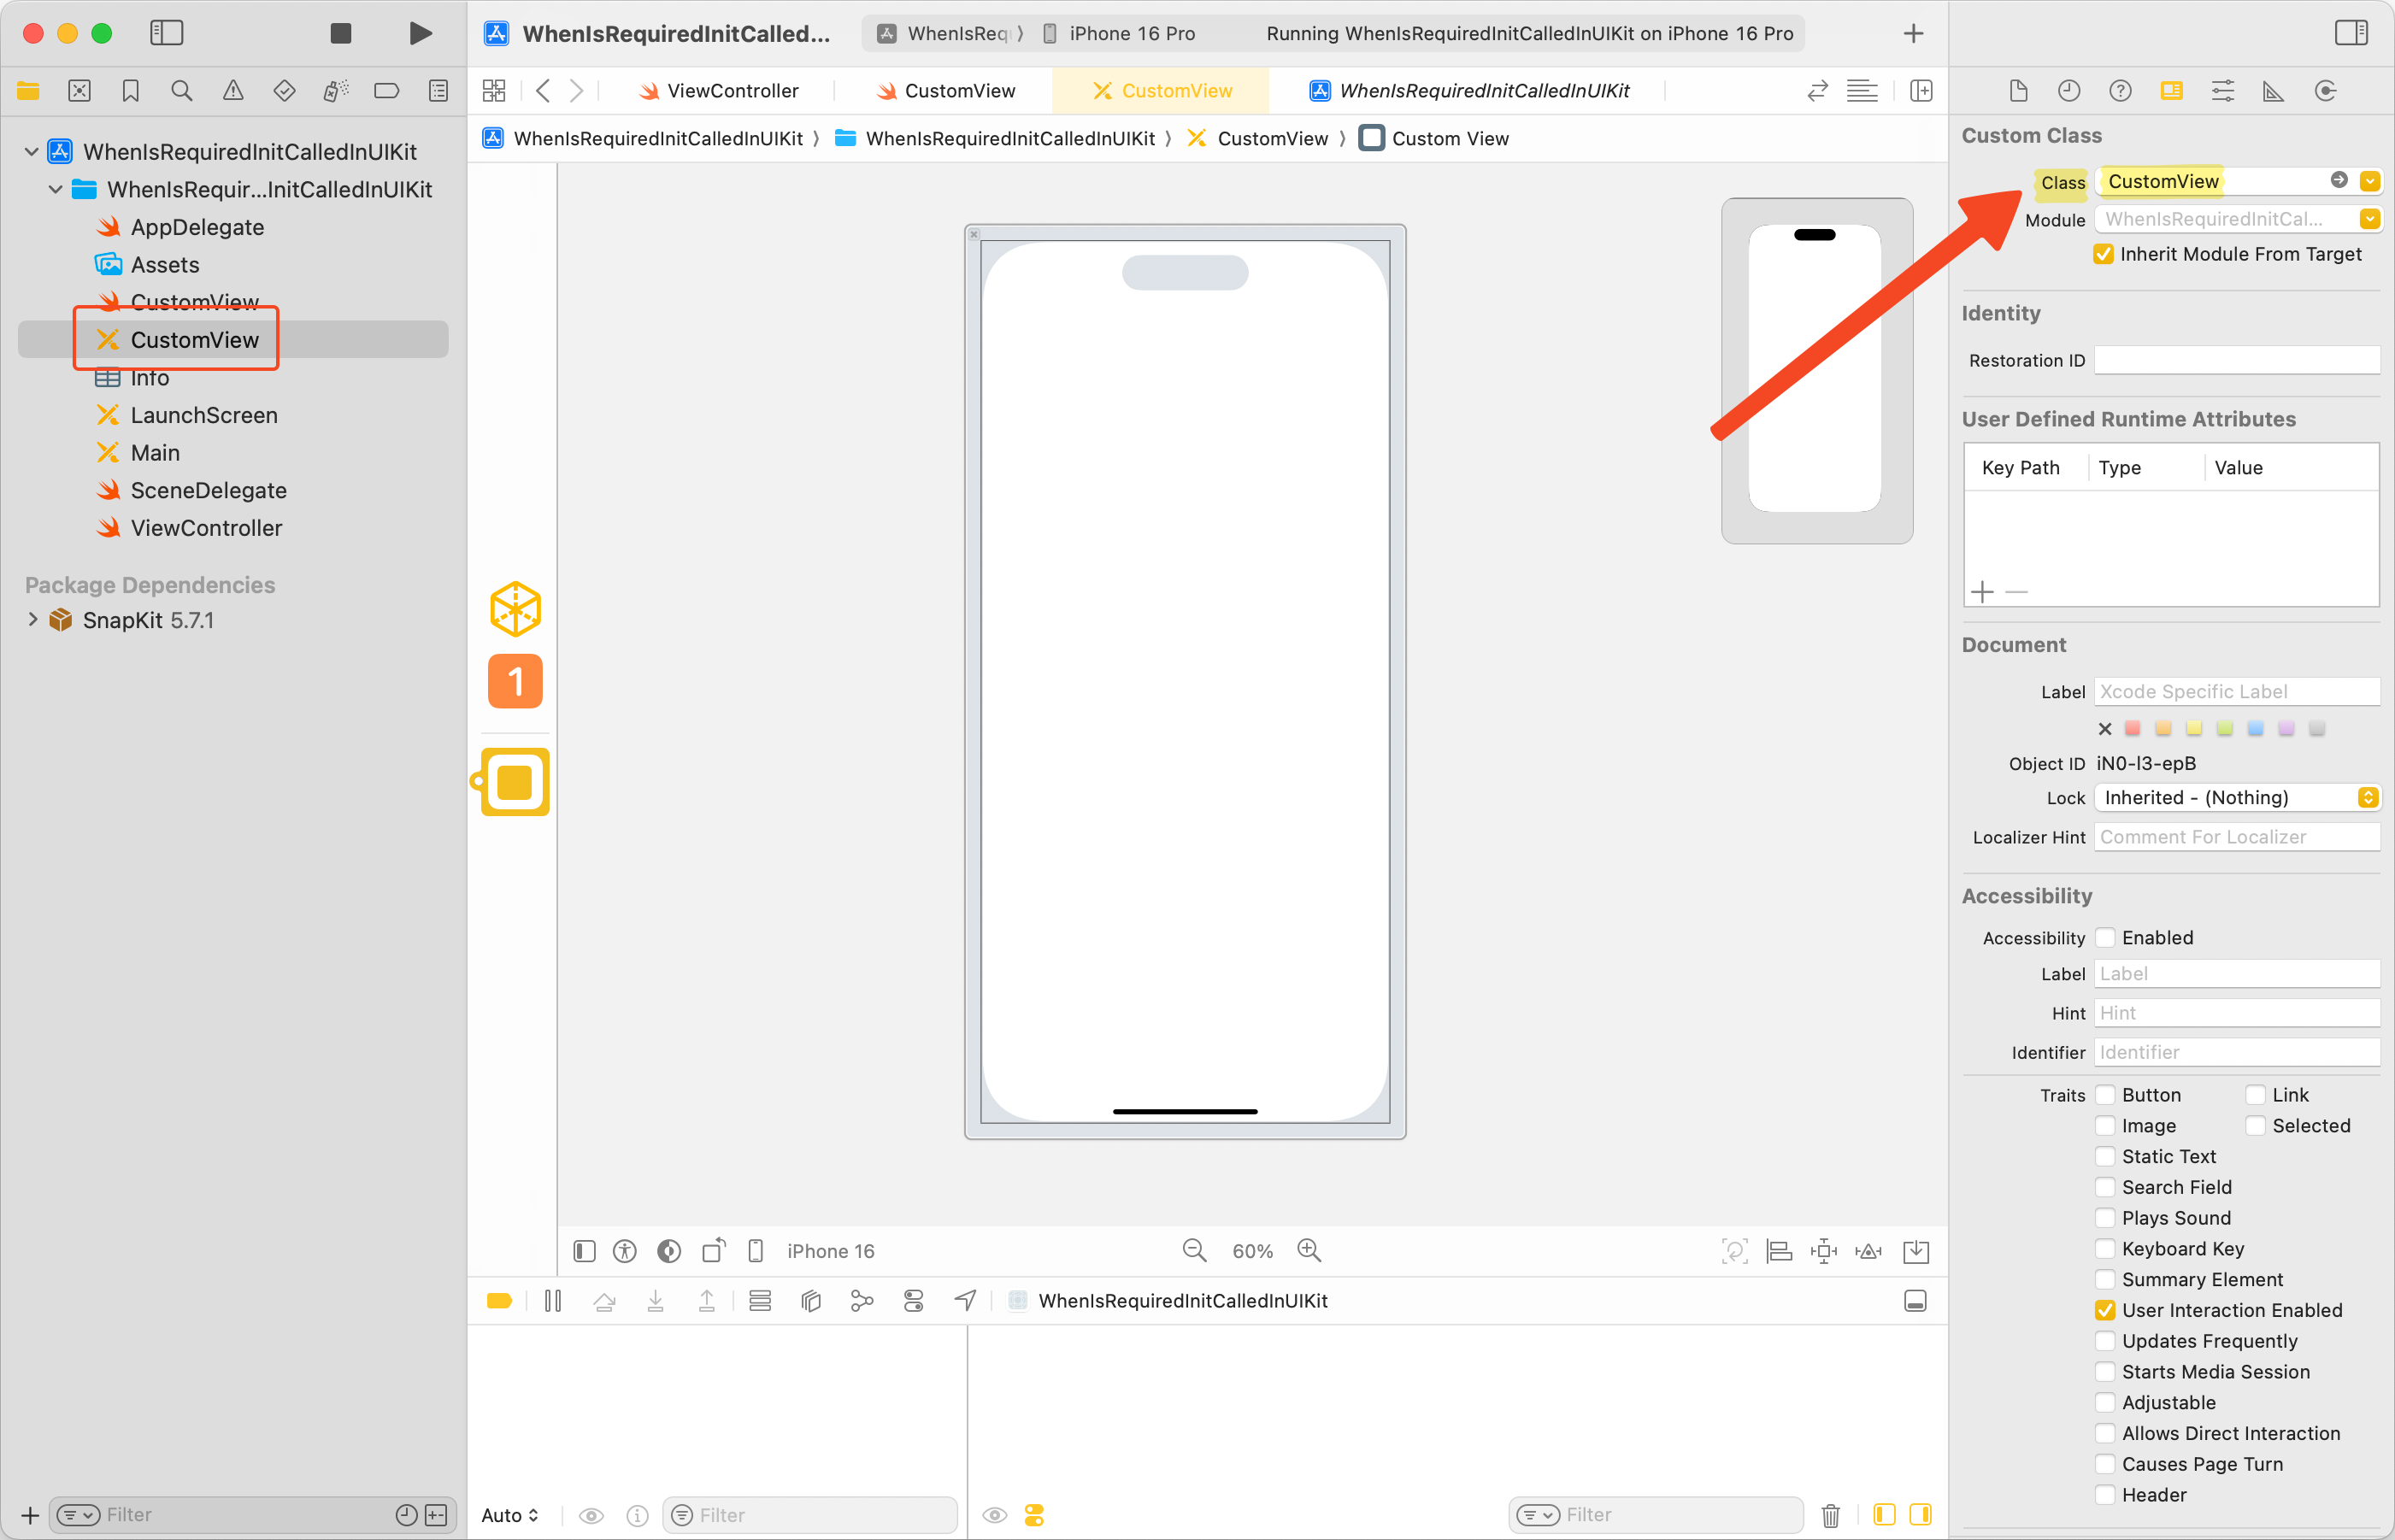 WhenIsRequiredInitCalled...
WhenIsReq
iPhone 16 Pro
Running WhenIsRequiredInitCalledInUIKit on iPhone 16 Pro
ViewController
CustomView
CustomView
WhenIsRequiredInitCalledInUIKit
WhenIsRequiredInitCalledInUIKit
WhenIsRequiredInitCalledInUIKit
CustomView
Custom View
WhenIsRequiredInitCalledInUIKit
WhenIsRequir...InitCalledInUIKit
AppDelegate
Assets
CustomView
CustomView
Info
LaunchScreen
Main
SceneDelegate
ViewController
Package Dependencies
SnapKit 5.7.1
Filter
1
iPhone 16
60%
WhenIsRequiredInitCalledInUIKit
Auto
Filter
Filter
Custom Class
Class CustomView
Module WhenIsRequiredInitCal...
Inherit Module From Target
Identity
Restoration ID
User Defined Runtime Attributes
Key Path Type Value
Document
Label Xcode Specific Label
Object ID iN0-l3-epB
Lock Inherited - (Nothing)
Localizer Hint Comment For Localizer
Accessibility
Accessibility Enabled
Label Label
Hint Hint
Identifier Identifier
Traits Button Link
Image Selected
Static Text
Search Field
Plays Sound
Keyboard Key
Summary Element
User Interaction Enabled
Updates Frequently
Starts Media Session
Adjustable
Allows Direct Interaction
Causes Page Turn
Header